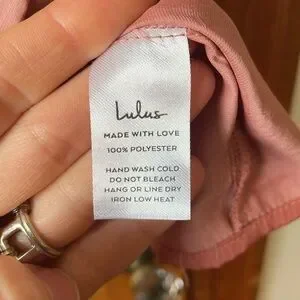 Lulus
MADE WITH LOVE
100% POLYESTER
HAND WASH COLD
DO NOT BLEACH
HANG OR LINE DRY
IRON LOW HEAT